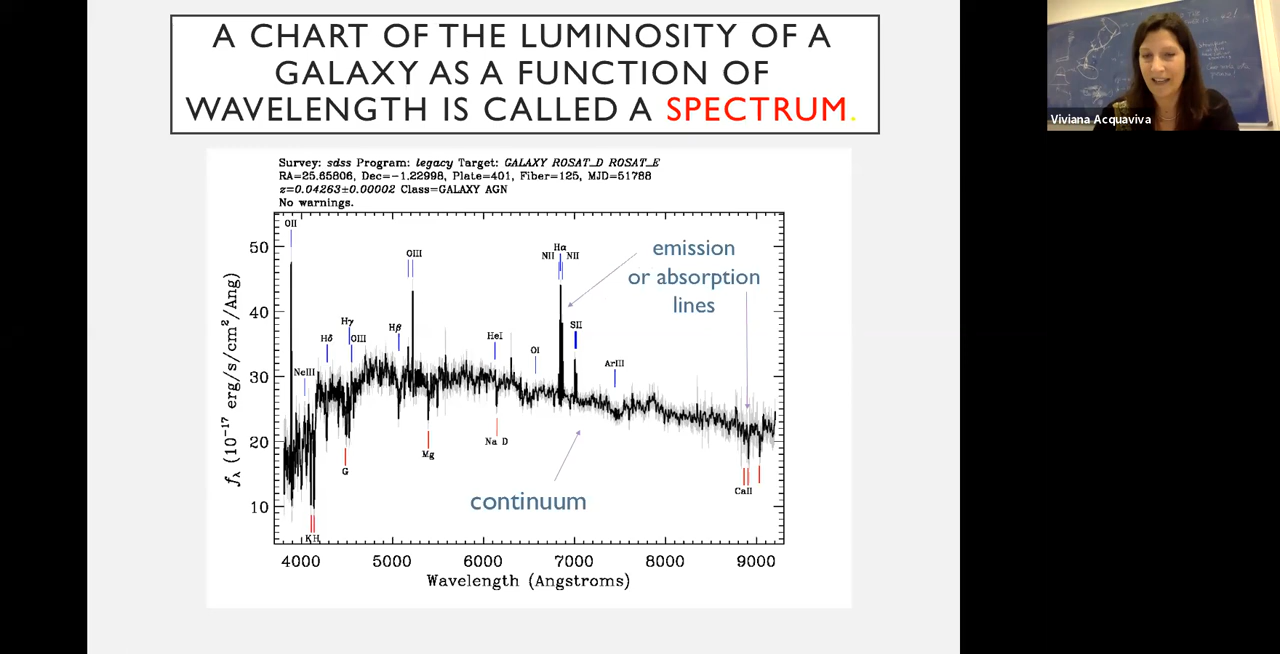 A CHART OF THE LUMINOSITY OF A
GALAXY AS A FUNCTION OF
WAVELENGTH IS CALLED A SPECTRUM.
Viviana Acquaviva
Survey: sdss Program: legacy Target: GALAXY ROSAT_D ROSAT_E
RA=25.65806, Dec=-1.22998, Plate=401, Fiber=125, MJD=51788
z=0.04263±0.00002 Class=GALAXY AGN
No warnings.
OII
50
OIII
Hα
NII NII
emission
or absorption
lines
40
Hγ
Hδ
OIII
Hβ
HeI
SII
OI
ArIII
NeIII
30
20
Na D
Mg
G
CaII
continuum
10
K H
fλ (10⁻¹⁷ erg/s/cm²/Ang)
4000 5000 6000 7000 8000 9000
Wavelength (Angstroms)